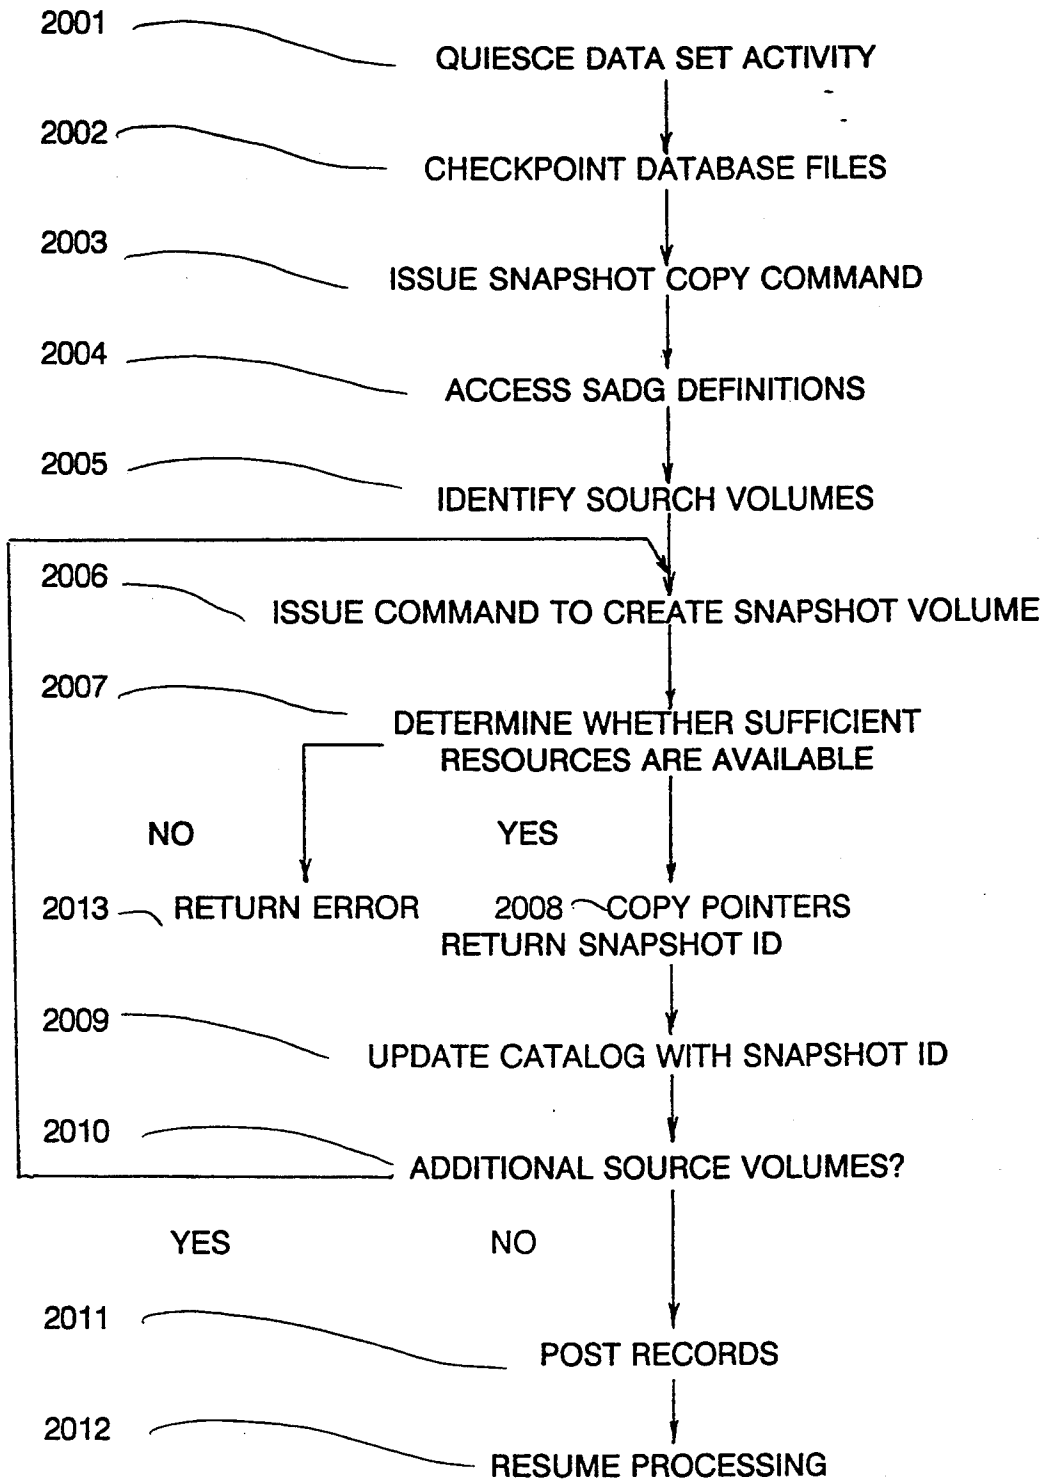 2001
QUIESCE DATA SET ACTIVITY
2002
CHECKPOINT DATABASE FILES
2003
ISSUE SNAPSHOT COPY COMMAND
2004
ACCESS SADG DEFINITIONS
2005
IDENTIFY SOURCH VOLUMES
2006
ISSUE COMMAND TO CREATE SNAPSHOT VOLUME
2007
DETERMINE WHETHER SUFFICIENT
RESOURCES ARE AVAILABLE
NO YES
2013 RETURN ERROR 2008 COPY POINTERS
RETURN SNAPSHOT ID
2009
UPDATE CATALOG WITH SNAPSHOT ID
2010
ADDITIONAL SOURCE VOLUMES?
YES NO
2011
POST RECORDS
2012
RESUME PROCESSING